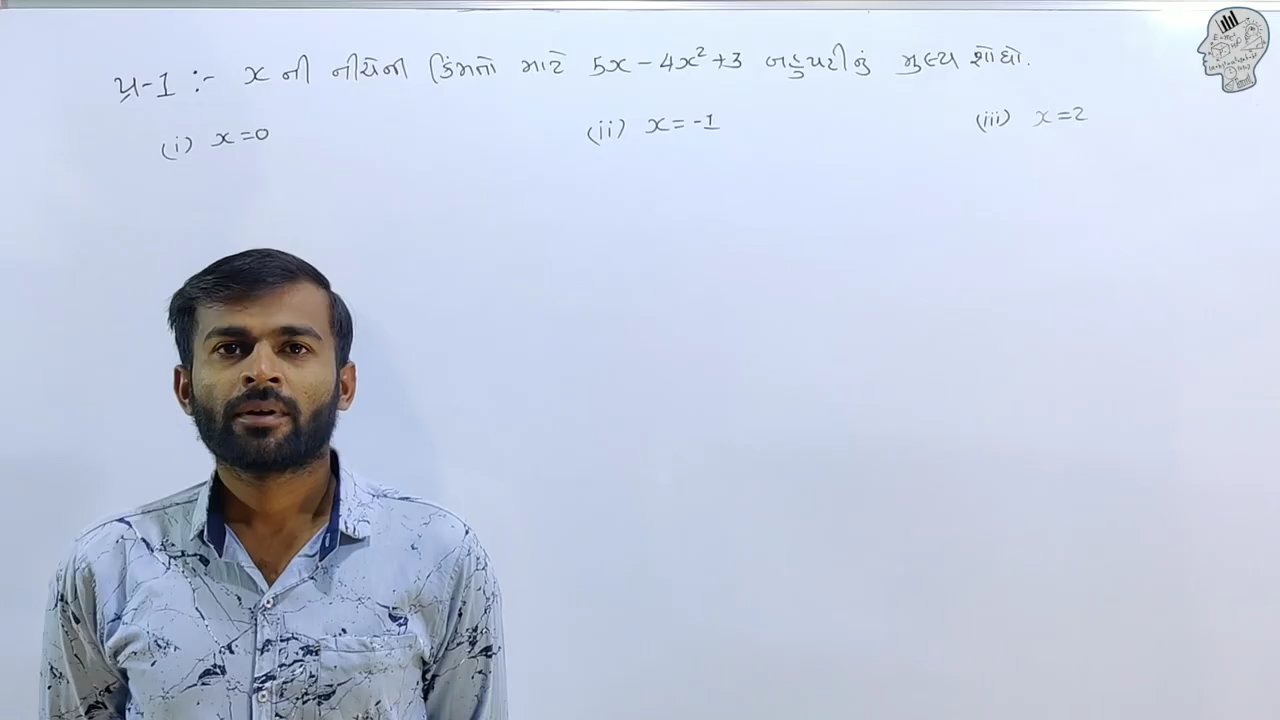 પ્ર-1 :- x ની નીચેની કિંમતો માટે 5x - 4x² + 3 બહુપદીનું મુલ્ય શોધો.
(i) x = 0 (ii) x = -1 (iii) x = 2